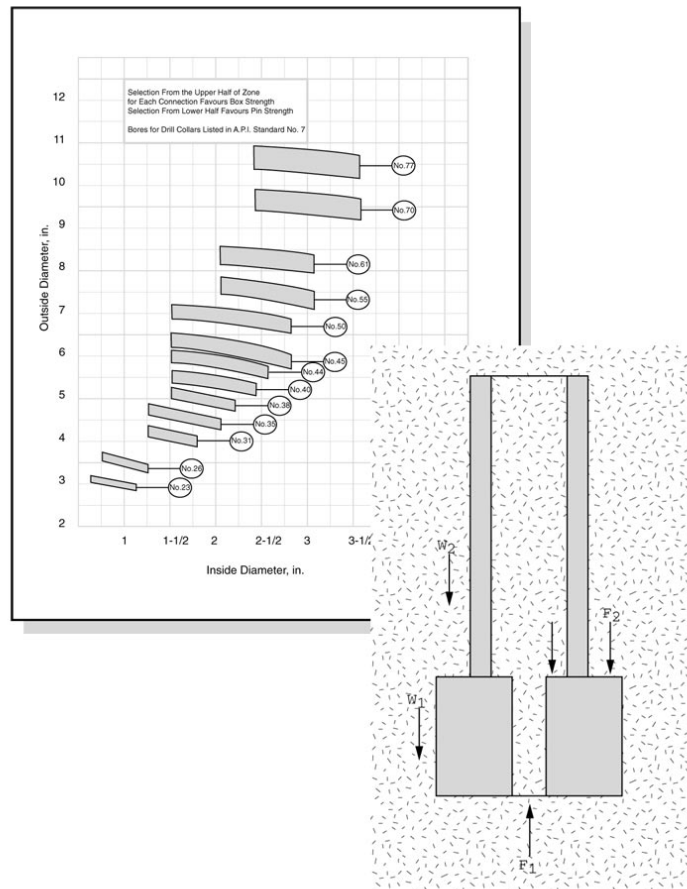 Selection From the Upper Half of Zone
for Each Connection Favours Box Strength
Selection From Lower Half Favours Pin Strength
Bores for Drill Collars Listed in A.P.I. Standard No. 7
12
11
10
9
8
7
6
5
4
3
2
Outside Diameter, in.
No.77
No.70
No.61
No.55
No.50
No.45
No.44
No.40
No.38
No.35
No.31
No.26
No.23
1 1-1/2 2 2-1/2 3 3-1/2
Inside Diameter, in.
W2
F2
W1
F1